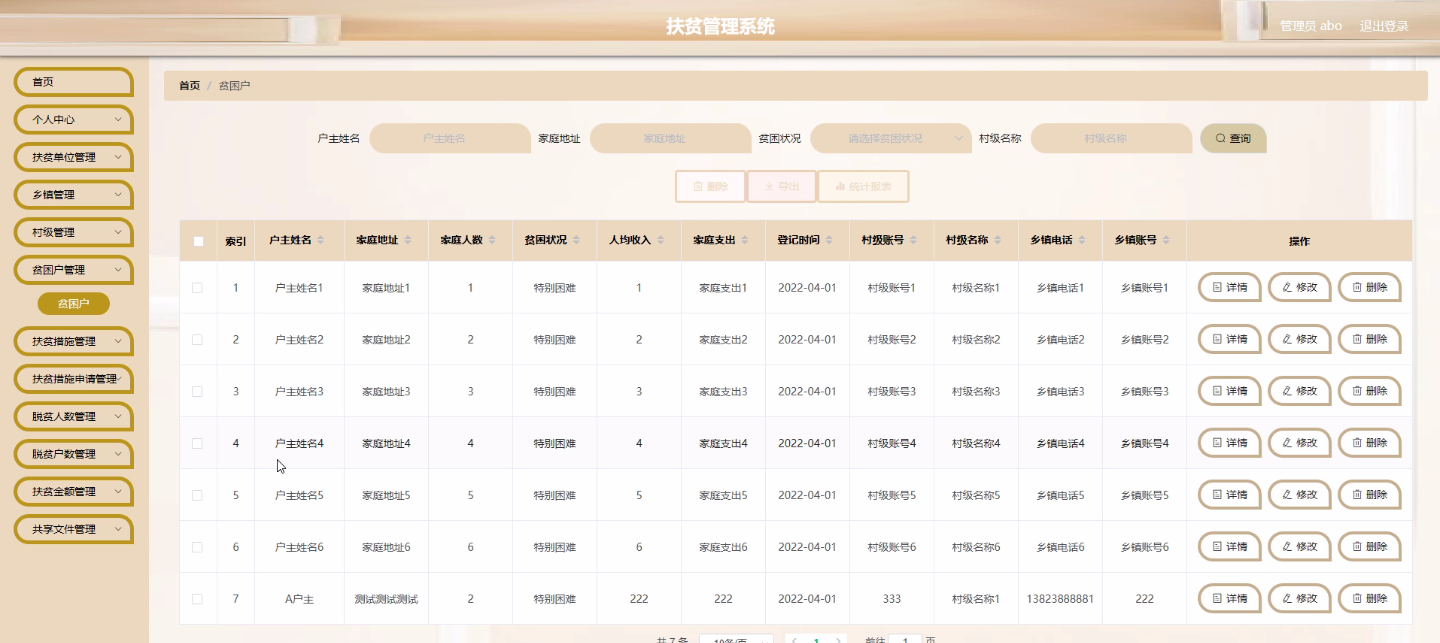 扶贫管理系统
管理员 abo 退出登录
首页
个人中心
扶贫单位管理
乡镇管理
村级管理
贫困户管理
贫困户
扶贫措施管理
扶贫措施申请管理
脱贫人数管理
脱贫户数管理
扶贫金额管理
共享文件管理
首页 / 贫困户
户主姓名 户主姓名 家庭地址 家庭地址 贫困状况 请选择贫困状况 村级名称 村级名称 查询
删除 导出 统计报表
索引 户主姓名 家庭地址 家庭人数 贫困状况 人均收入 家庭支出 登记时间 村级账号 村级名称 乡镇电话 乡镇账号 操作
1 户主姓名1 家庭地址1 1 特别困难 1 家庭支出1 2022-04-01 村级账号1 村级名称1 乡镇电话1 乡镇账号1 详情 修改 删除
2 户主姓名2 家庭地址2 2 特别困难 2 家庭支出2 2022-04-01 村级账号2 村级名称2 乡镇电话2 乡镇账号2 详情 修改 删除
3 户主姓名3 家庭地址3 3 特别困难 3 家庭支出3 2022-04-01 村级账号3 村级名称3 乡镇电话3 乡镇账号3 详情 修改 删除
4 户主姓名4 家庭地址4 4 特别困难 4 家庭支出4 2022-04-01 村级账号4 村级名称4 乡镇电话4 乡镇账号4 详情 修改 删除
5 户主姓名5 家庭地址5 5 特别困难 5 家庭支出5 2022-04-01 村级账号5 村级名称5 乡镇电话5 乡镇账号5 详情 修改 删除
6 户主姓名6 家庭地址6 6 特别困难 6 家庭支出6 2022-04-01 村级账号6 村级名称6 乡镇电话6 乡镇账号6 详情 修改 删除
7 A户主 测试测试测试 2 特别困难 222 222 2022-04-01 333 村级名称1 13823888881 222 详情 修改 删除
共 7 条 10条/页 1 前往 1 页